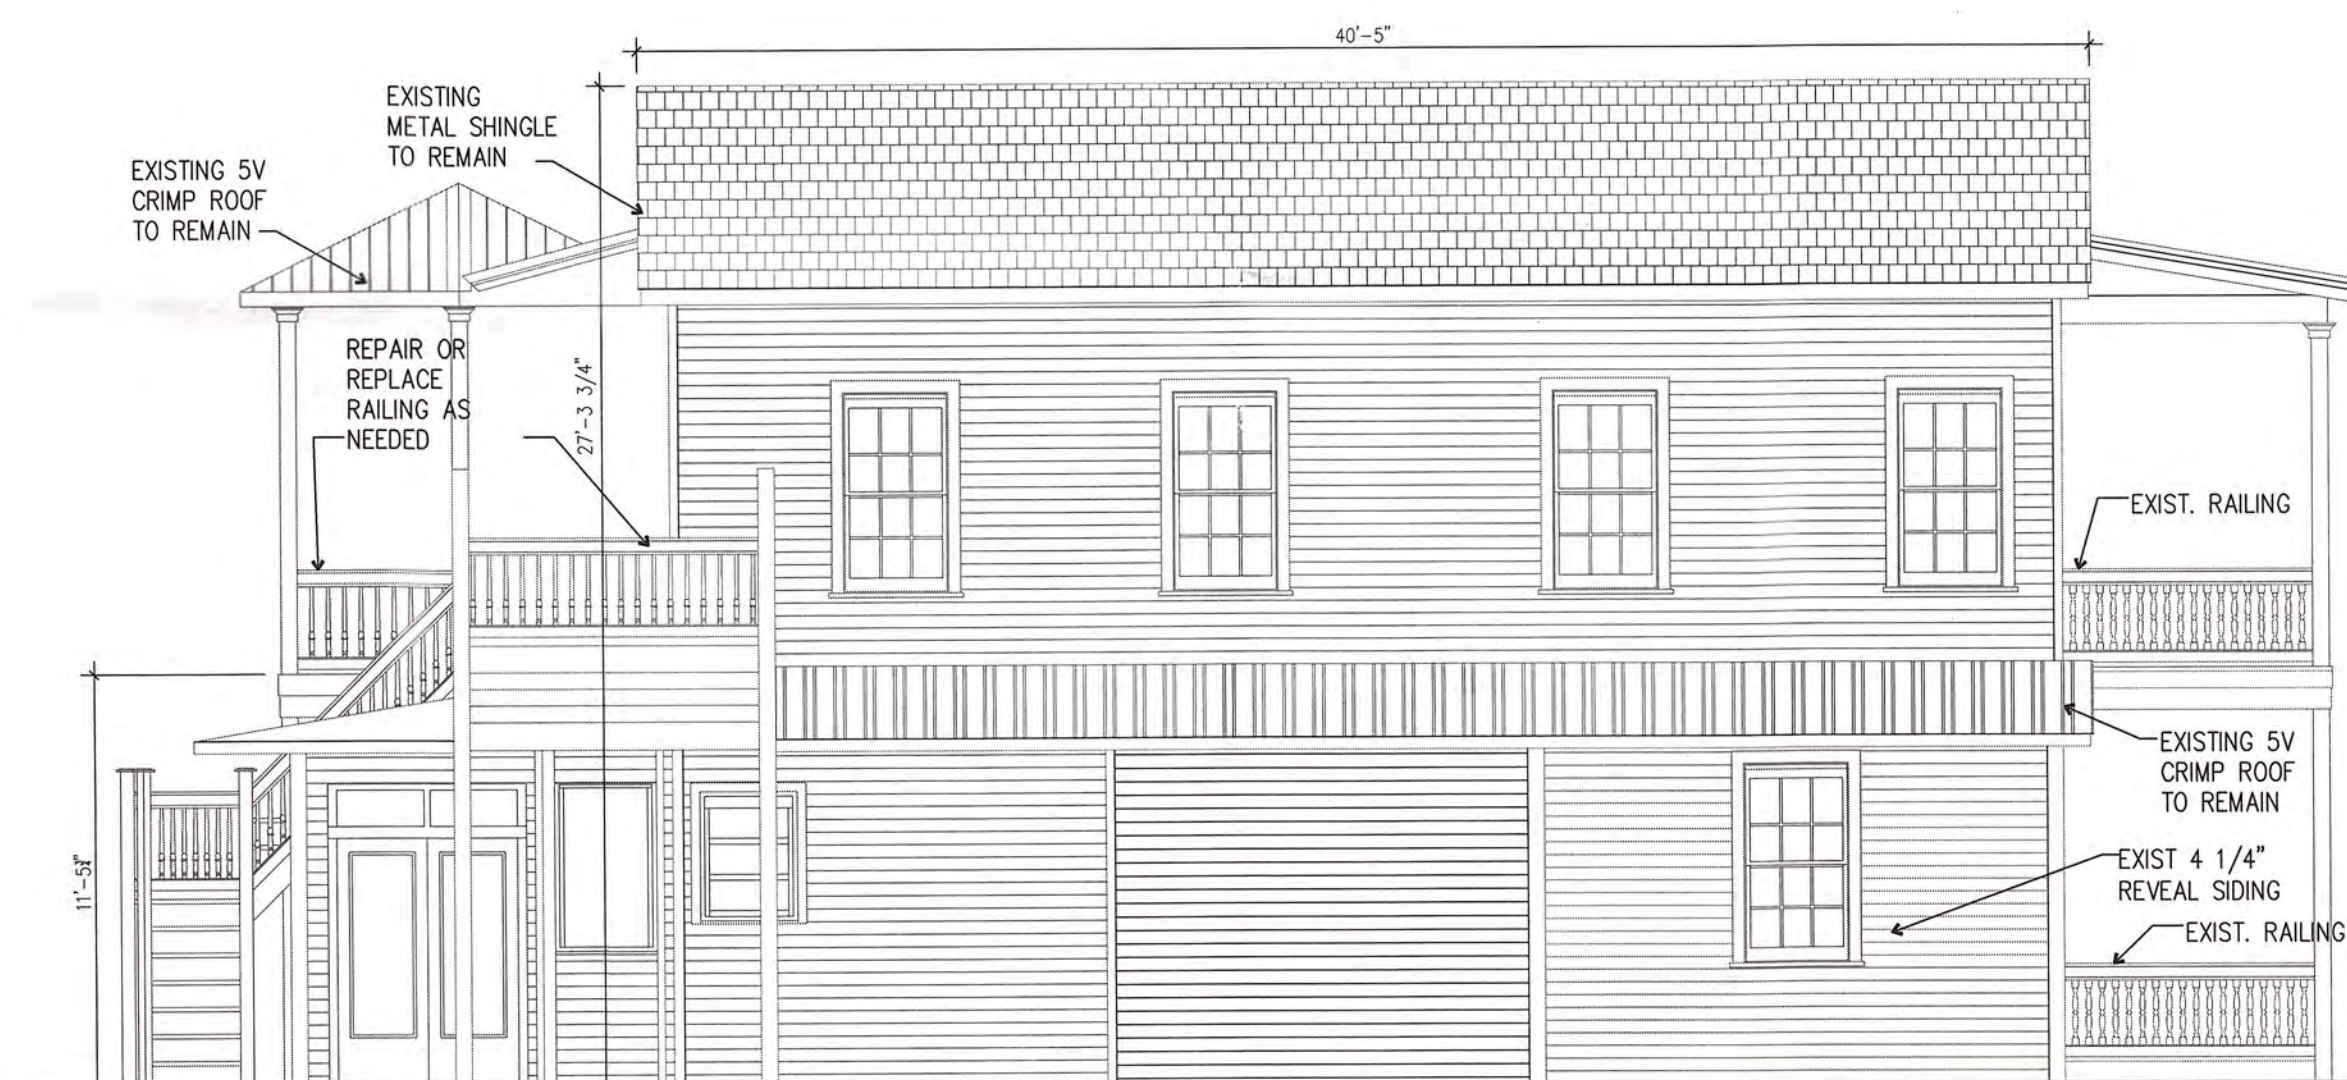 40'-5"
EXISTING
METAL SHINGLE
TO REMAIN
EXISTING 5V
CRIMP ROOF
TO REMAIN
REPAIR OR
REPLACE
RAILING AS
NEEDED
27'-3 3/4"
EXIST. RAILING
EXISTING 5V
CRIMP ROOF
TO REMAIN
EXIST 4 1/4"
REVEAL SIDING
EXIST. RAILING